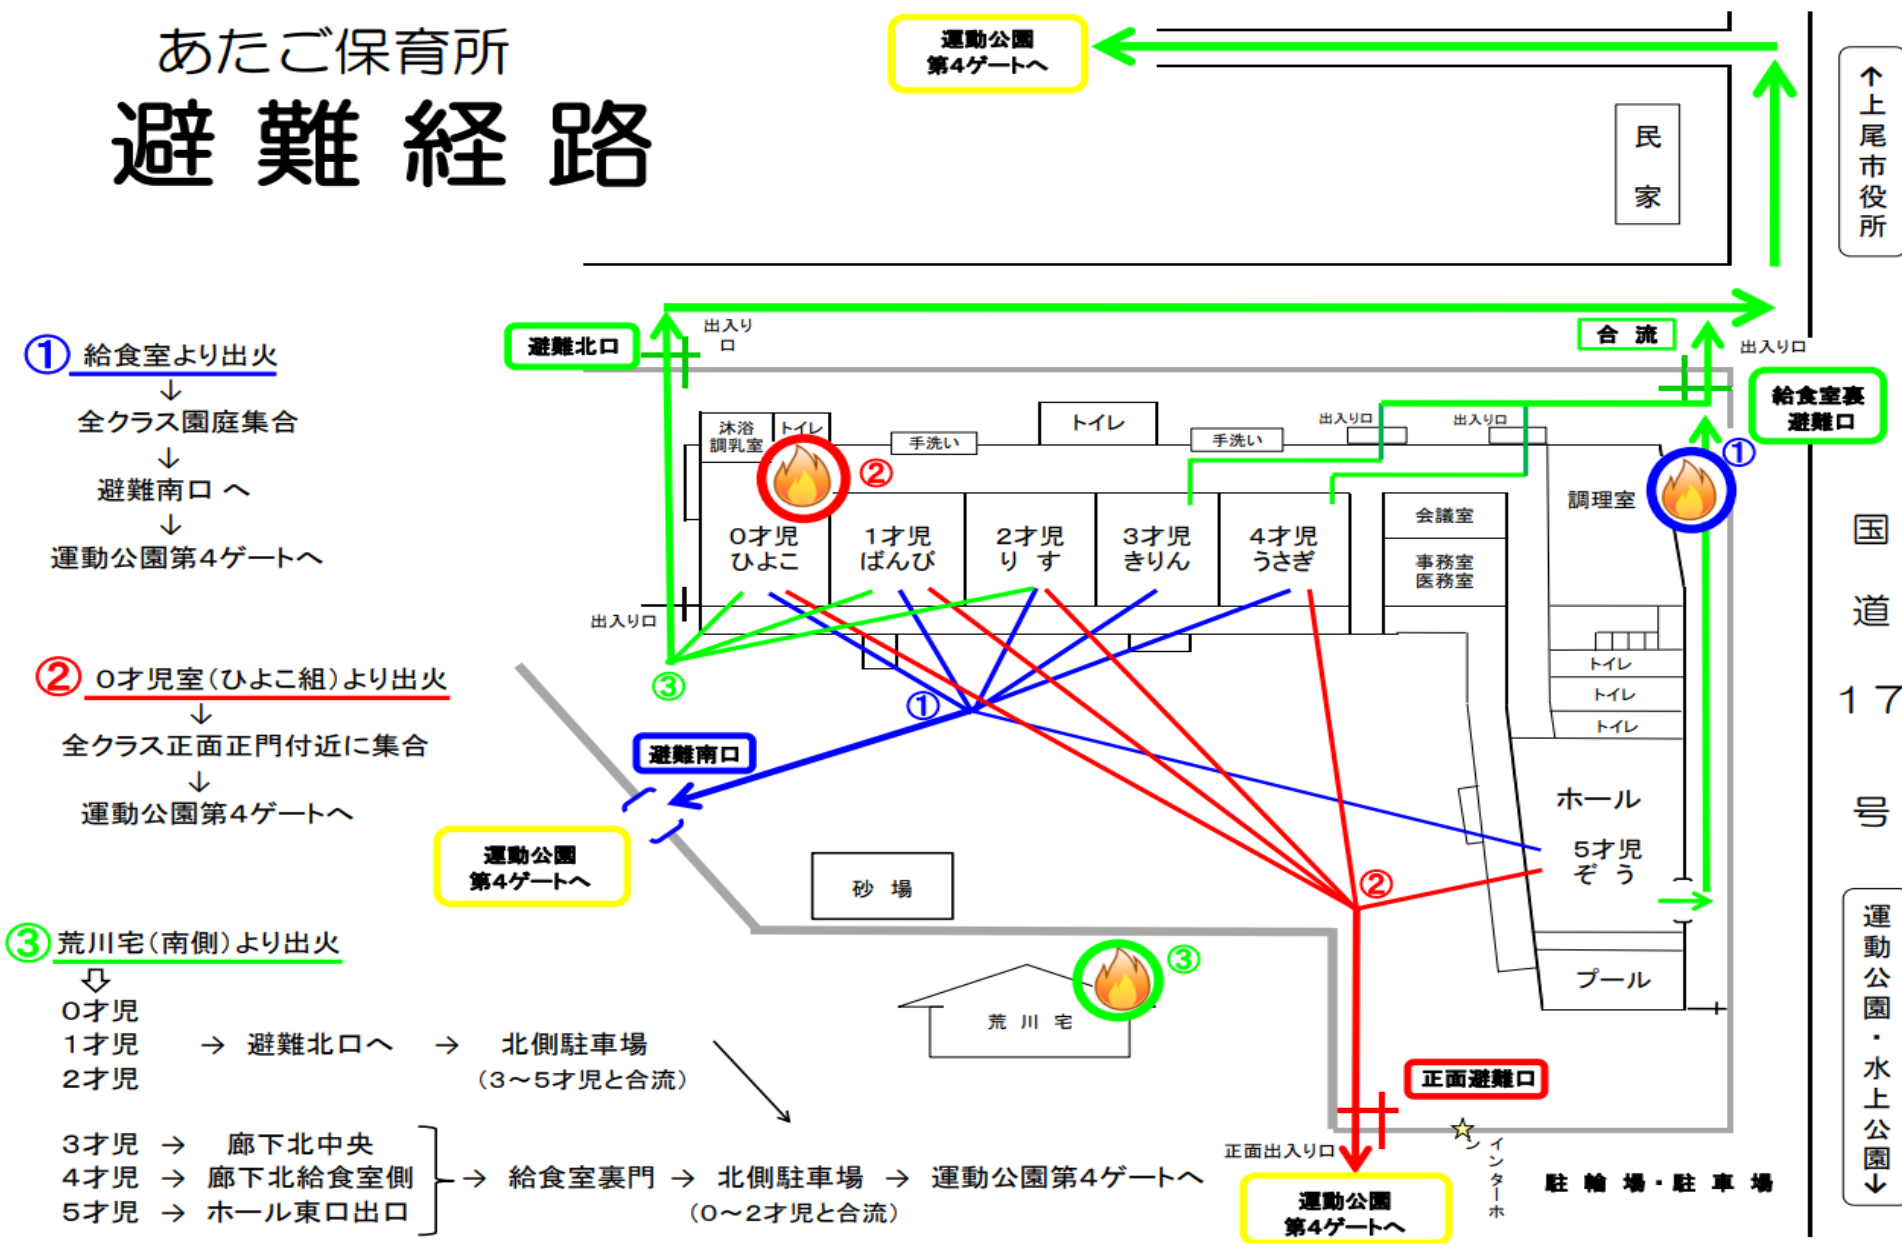 あたご保育所
避難経路
運動公園
第4ゲートへ
民
家
↑上尾市役所
① 給食室より出火
↓
全クラス園庭集合
↓
避難南口 へ
↓
運動公園第4ゲートへ
② 0才児室(ひよこ組)より出火
↓
全クラス正面正門付近に集合
↓
運動公園第4ゲートへ
避難北口
出入り
口
合 流
出入り口
給食室裏
避難口
沐浴
調乳室
トイレ
手洗い
トイレ
手洗い
出入り口
出入り口
②
①
調理室
0才児
ひよこ
1才児
ばんび
2才児
り す
3才児
きりん
4才児
うさぎ
会議室
事務室
医務室
出入り口
③
①
トイレ
トイレ
トイレ
避難南口
運動公園
第4ゲートへ
砂 場
ホール
5才児
ぞ う
②
プール
③
荒 川 宅
正面避難口
正面出入り口
インターホン
運動公園
第4ゲートへ
駐 輪 場・駐 車 場
国道17号
運動公園・水上公園↓
③ 荒川宅(南側)より出火
0才児
1才児 → 避難北口へ → 北側駐車場
2才児 (3～5才児と合流)
3才児 → 廊下北中央
4才児 → 廊下北給食室側 → 給食室裏門 → 北側駐車場 → 運動公園第4ゲートへ
5才児 → ホール東口出口 (0～2才児と合流)